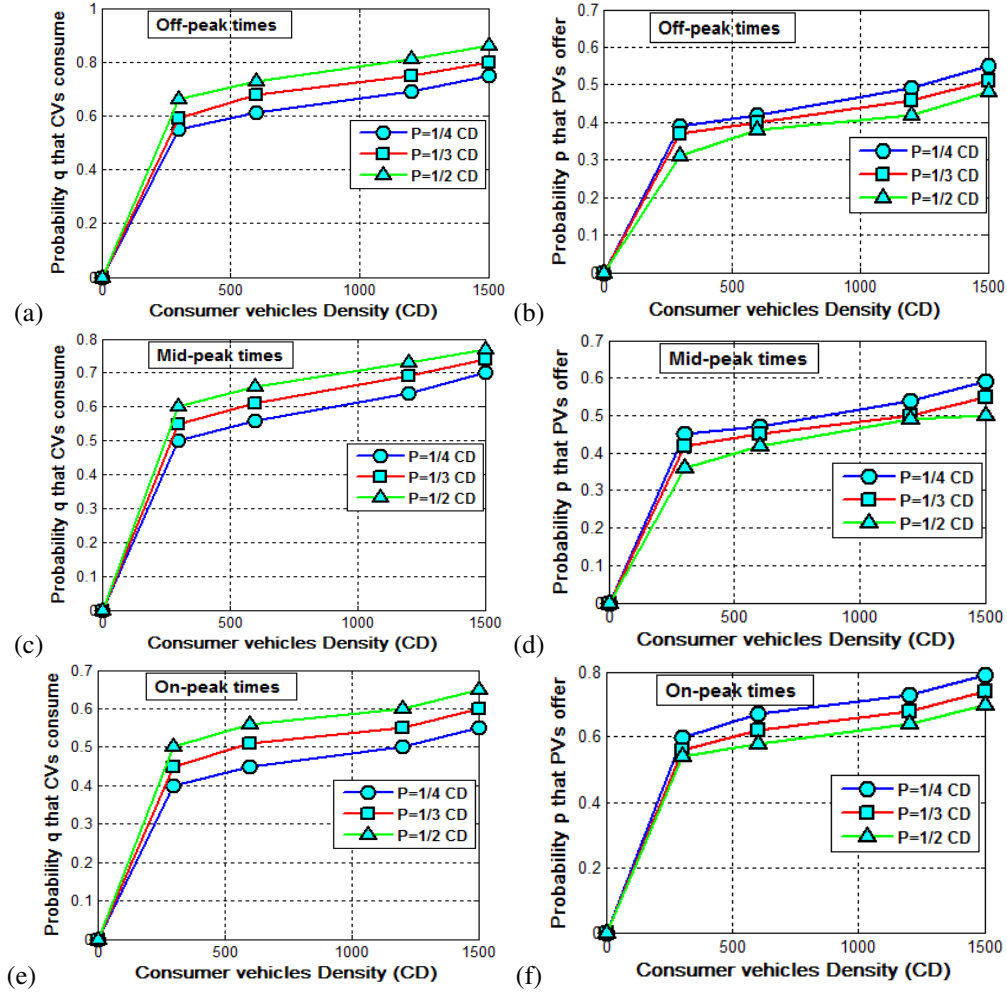 Off-peak times
Probability q that CVs consume
1
0.8
0.6
0.4
0.2
0
P=1/4 CD
P=1/3 CD
P=1/2 CD
0
500
1000
1500
Consumer vehicles Density (CD)
(a)
Off-peak times
Probability p that PVs offer
0.7
0.6
0.5
0.4
0.3
0.2
0.1
0
P=1/4 CD
P=1/3 CD
P=1/2 CD
0
500
1000
1500
Consumer vehicles Density (CD)
(b)
Mid-peak times
Probability q that CVs consume
0.8
0.7
0.6
0.5
0.4
0.3
0.2
0.1
0
P=1/4 CD
P=1/3 CD
P=1/2 CD
0
500
1000
1500
Consumer vehicles Density (CD)
(c)
Mid-peak times
Probability p that PVs offer
0.7
0.6
0.5
0.4
0.3
0.2
0.1
0
P=1/4 CD
P=1/3 CD
P=1/2 CD
0
500
1000
1500
Consumer vehicles Density (CD)
(d)
On-peak times
Probability q that CVs consume
0.7
0.6
0.5
0.4
0.3
0.2
0.1
0
P=1/4 CD
P=1/3 CD
P=1/2 CD
0
500
1000
1500
Consumer vehicles Density (CD)
(e)
On-peak times
Probability p that PVs offer
0.8
0.6
0.4
0.2
0
P=1/4 CD
P=1/3 CD
P=1/2 CD
0
500
1000
1500
Consumer vehicles Density (CD)
(f)